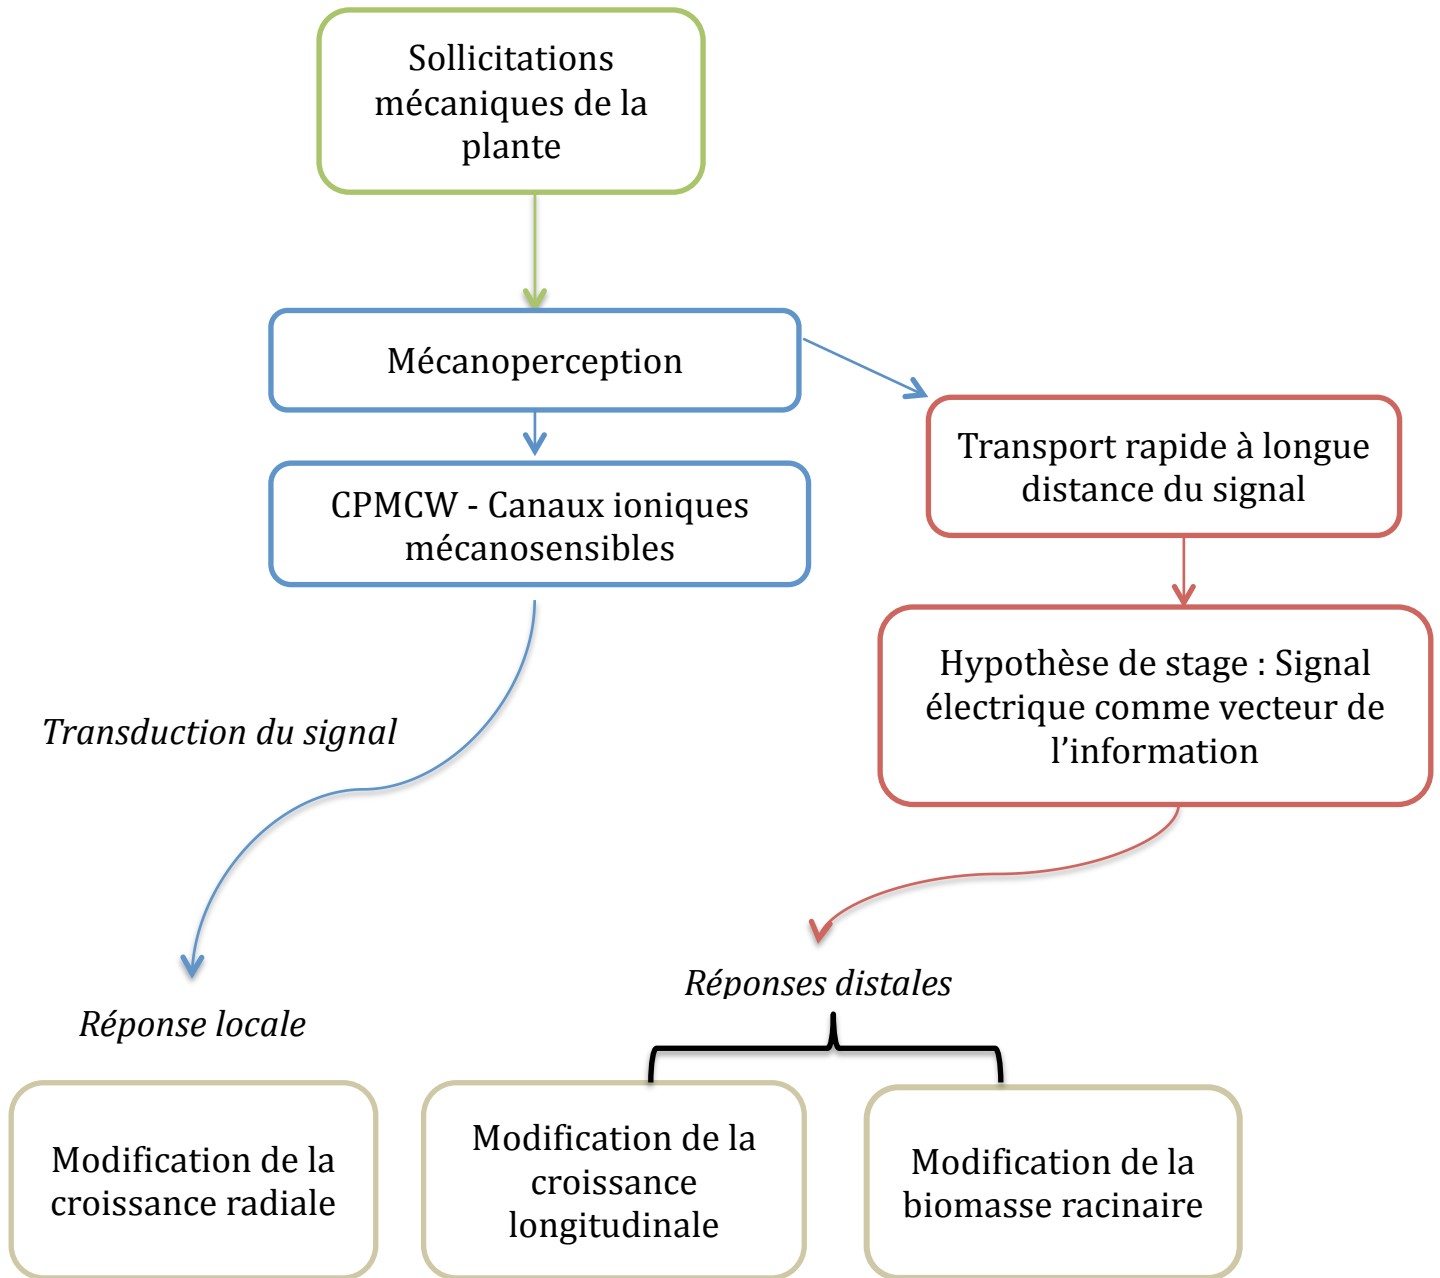 Sollicitations
mécaniques de la
plante
Mécanoperception
CPMCW - Canaux ioniques
mécanosensibles
Transport rapide à longue
distance du signal
Hypothèse de stage : Signal
électrique comme vecteur de
l’information
Transduction du signal
Réponses distales
Réponse locale
Modification de la
croissance radiale
Modification de la
croissance
longitudinale
Modification de la
biomasse racinaire